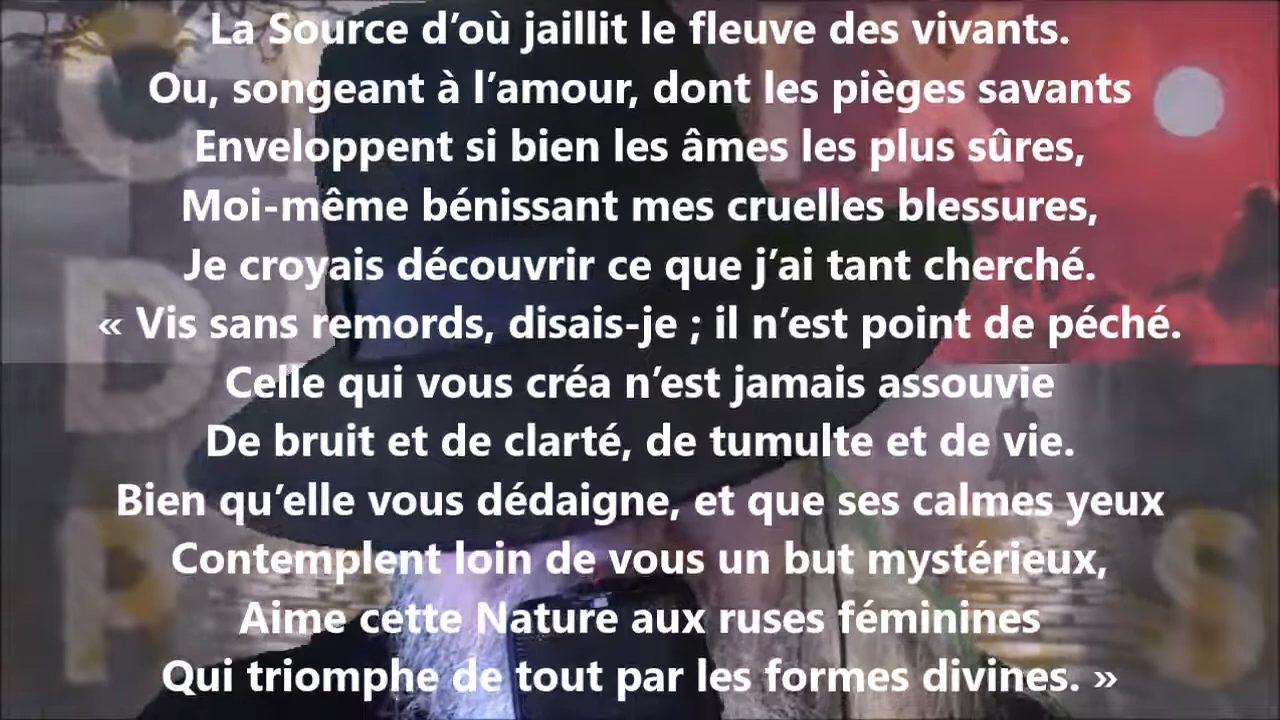 La Source d’où jaillit le fleuve des vivants.
Ou, songeant à l’amour, dont les pièges savants
Enveloppent si bien les âmes les plus sûres,
Moi-même bénissant mes cruelles blessures,
Je croyais découvrir ce que j’ai tant cherché.
« Vis sans remords, disais-je ; il n’est point de péché.
Celle qui vous créa n’est jamais assouvie
De bruit et de clarté, de tumulte et de vie.
Bien qu’elle vous dédaigne, et que ses calmes yeux
Contemplent loin de vous un but mystérieux,
Aime cette Nature aux ruses féminines
Qui triomphe de tout par les formes divines. »